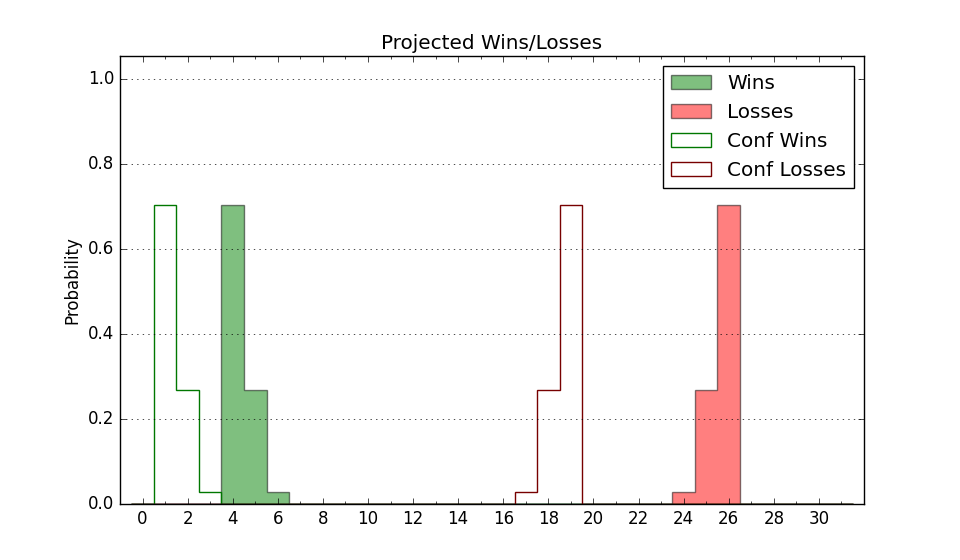 Projected Wins/Losses
Wins
Losses
Conf Wins
Conf Losses
Probability
1.0
0.8
0.6
0.4
0.2
0.0
0 2 4 6 8 10 12 14 16 18 20 22 24 26 28 30